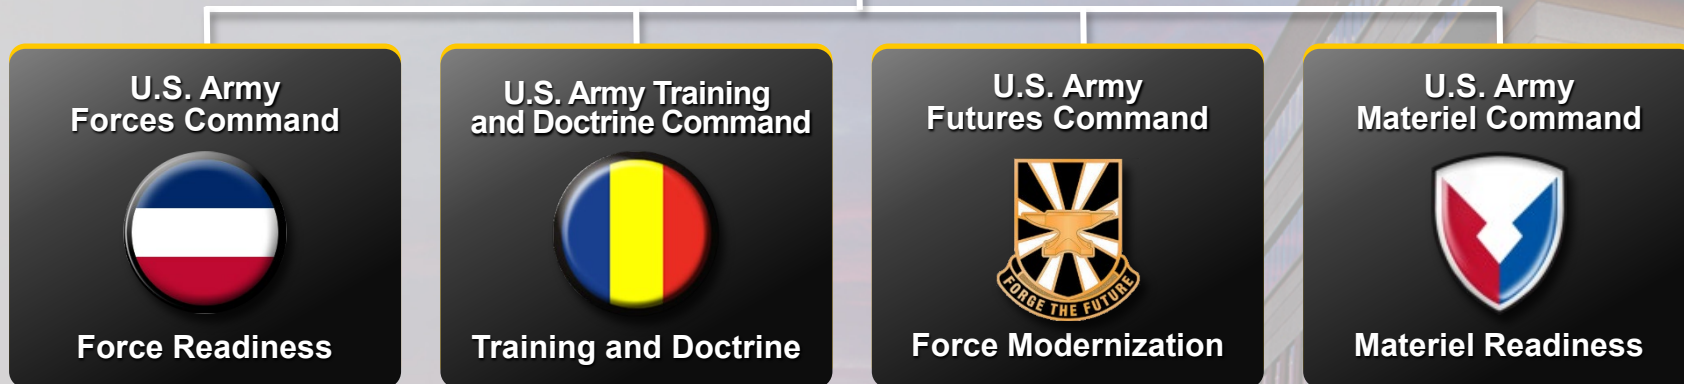 U.S. Army
Forces Command
Force Readiness
U.S. Army Training
and Doctrine Command
Training and Doctrine
U.S. Army
Futures Command
FORGE THE FUTURE
Force Modernization
U.S. Army
Materiel Command
Materiel Readiness